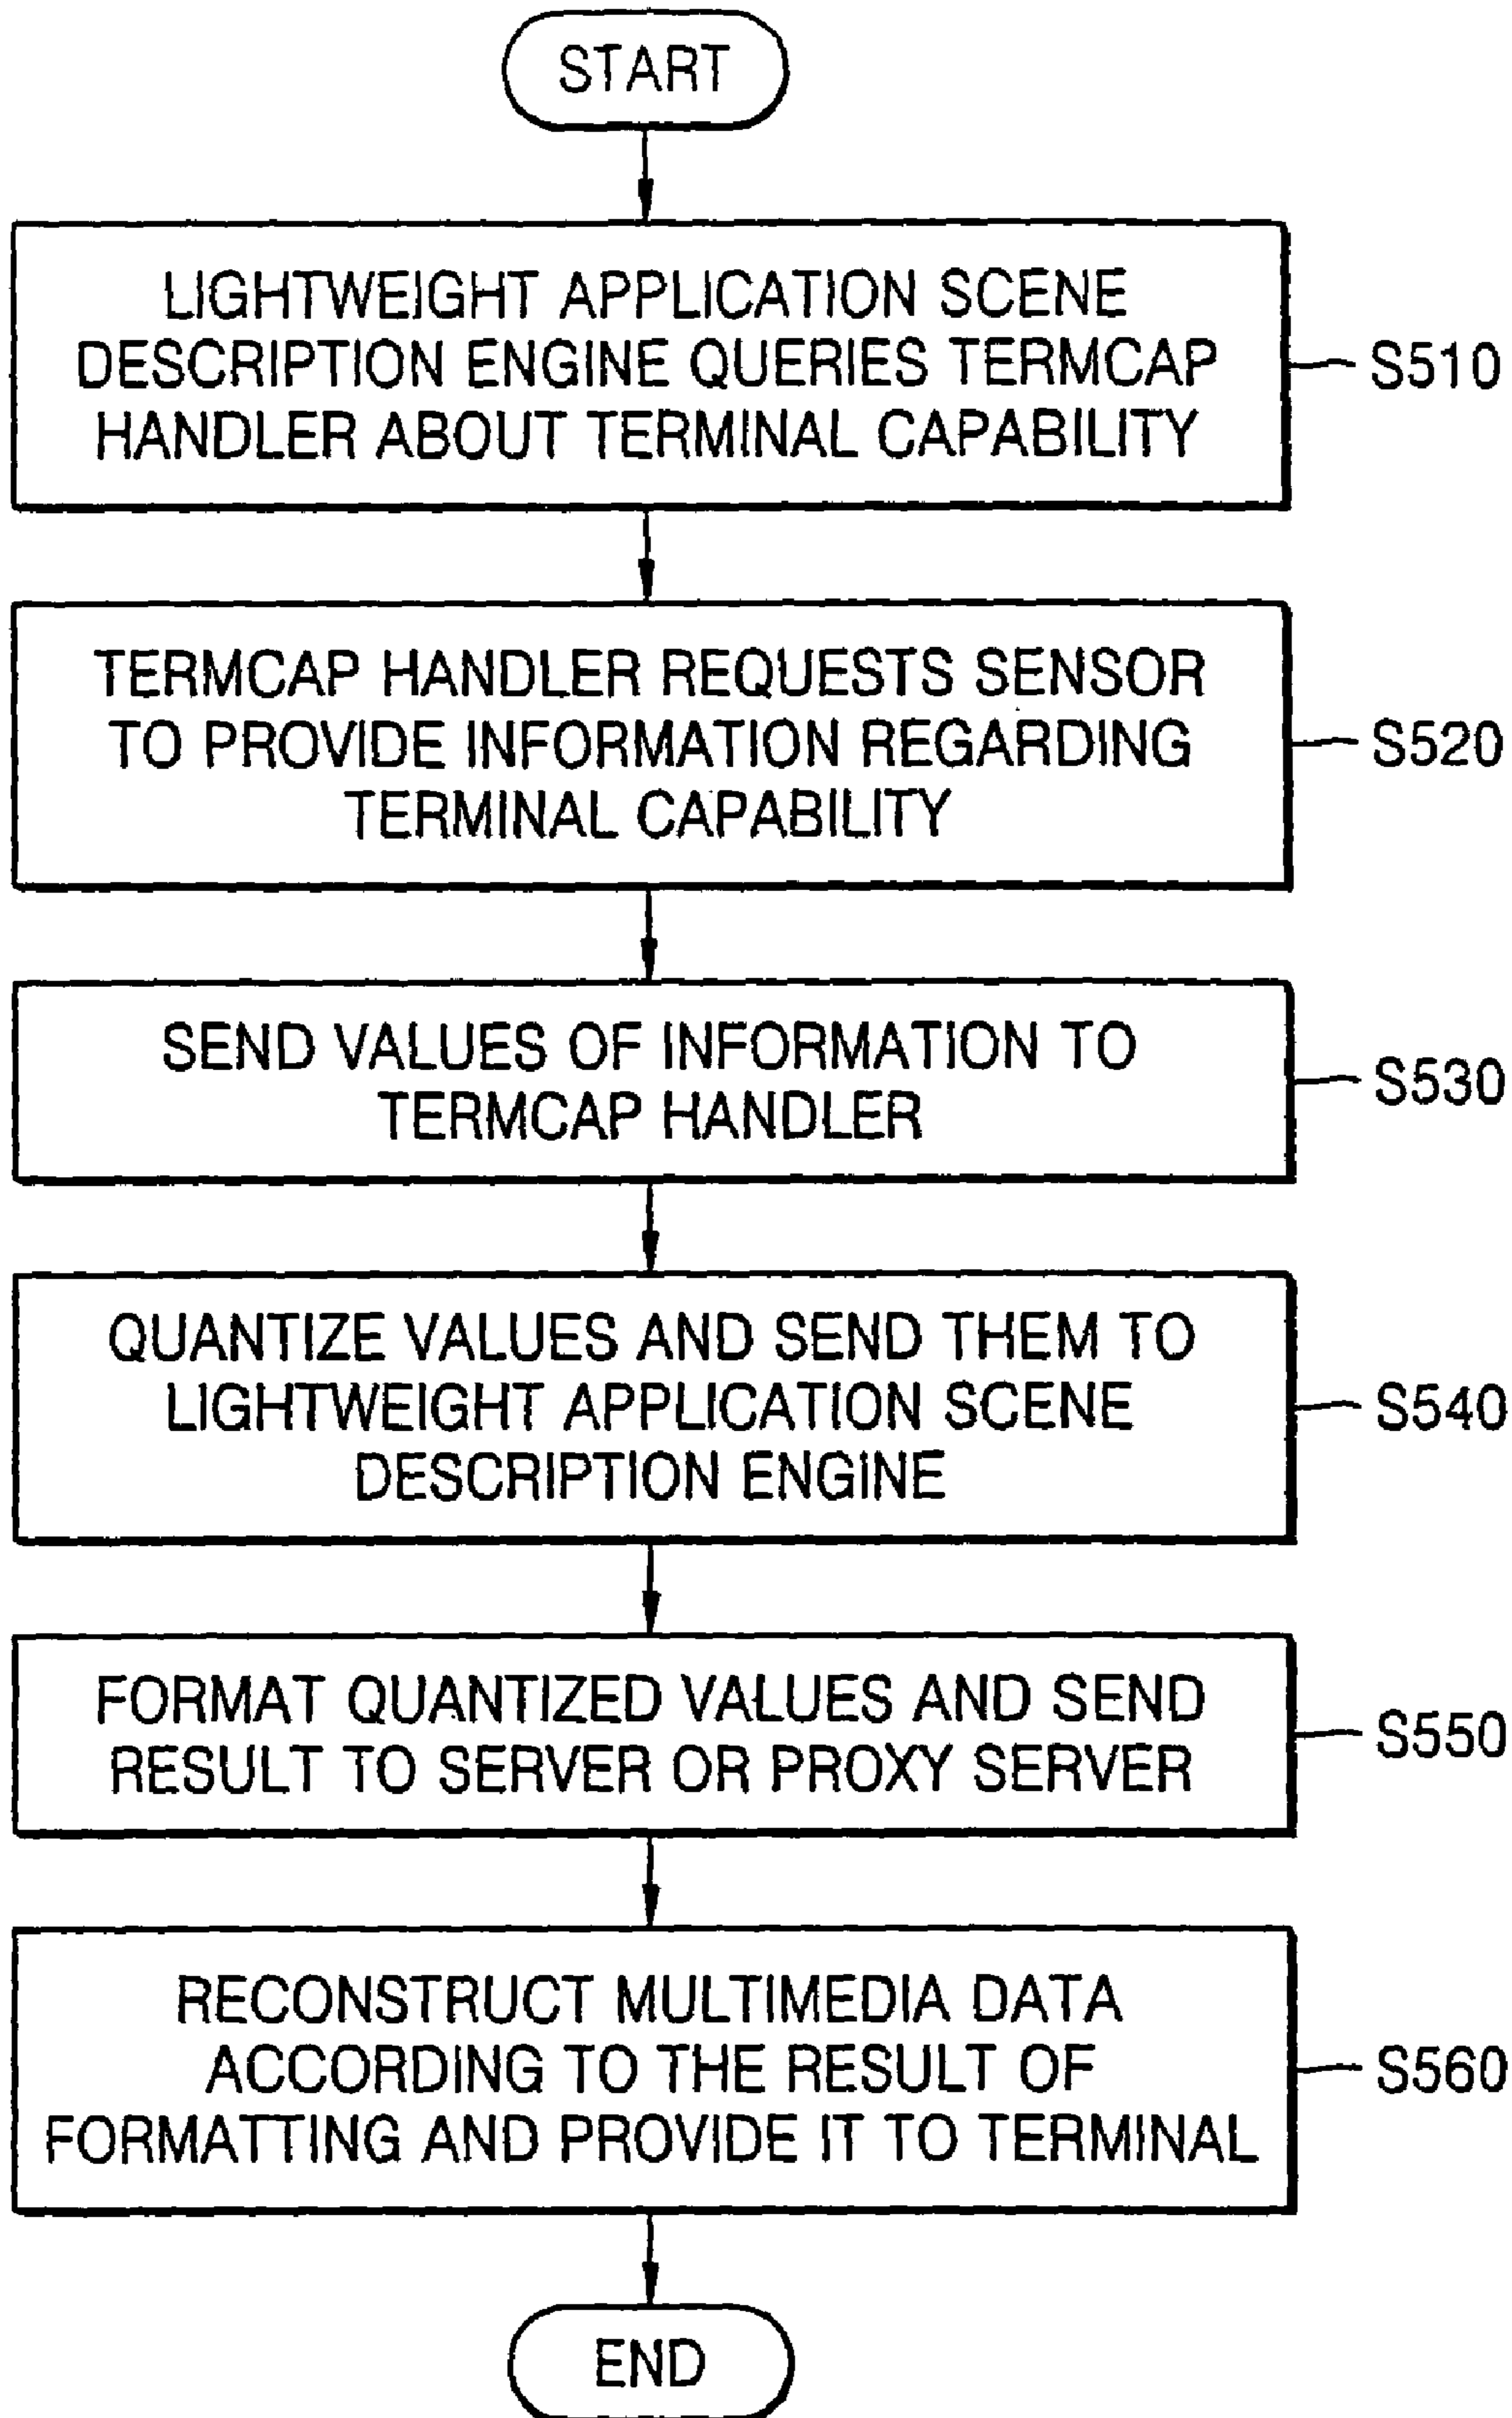 START
LIGHTWEIGHT APPLICATION SCENE
DESCRIPTION ENGINE QUERIES TERMCAP
HANDLER ABOUT TERMINAL CAPABILITY
S510
TERMCAP HANDLER REQUESTS SENSOR
TO PROVIDE INFORMATION REGARDING
TERMINAL CAPABILITY
S520
SEND VALUES OF INFORMATION TO
TERMCAP HANDLER
S530
QUANTIZE VALUES AND SEND THEM TO
LIGHTWEIGHT APPLICATION SCENE
DESCRIPTION ENGINE
S540
FORMAT QUANTIZED VALUES AND SEND
RESULT TO SERVER OR PROXY SERVER
S550
RECONSTRUCT MULTIMEDIA DATA
ACCORDING TO THE RESULT OF
FORMATTING AND PROVIDE IT TO TERMINAL
S560
END